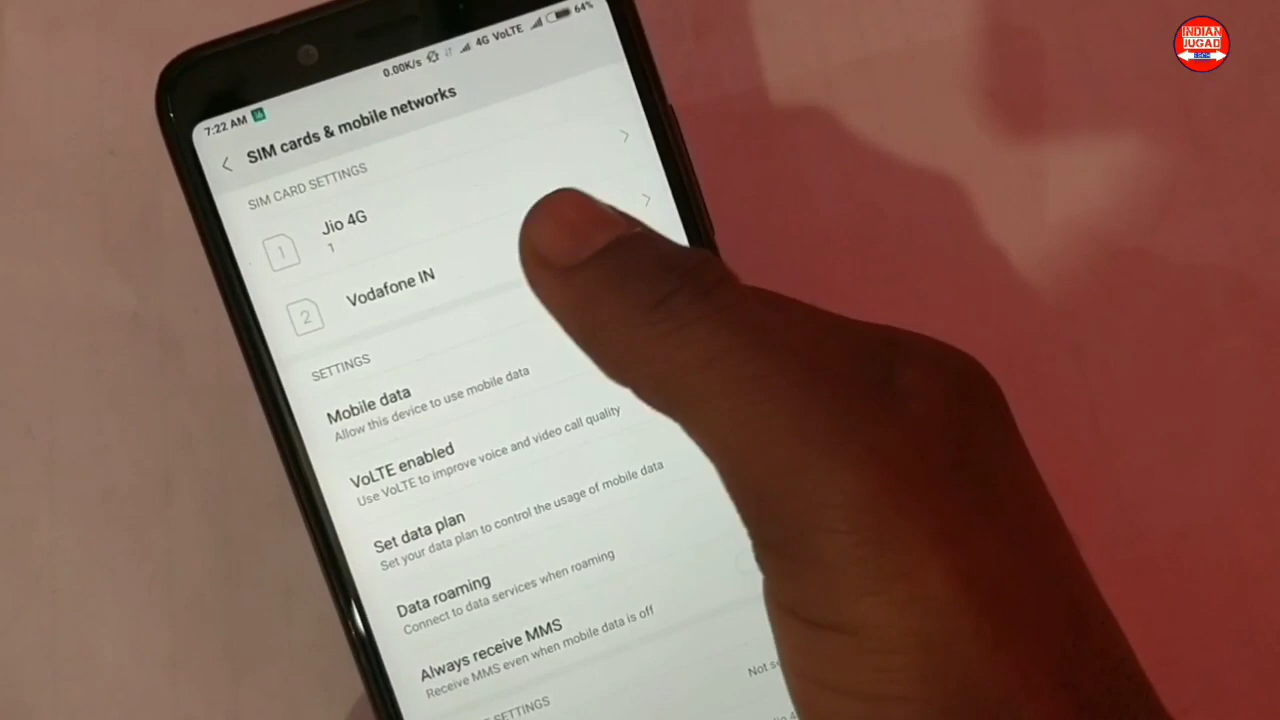 INDIAN
JUGAD
TECH
7:22 AM
0.00K/s
4G VoLTE
64%
SIM cards & mobile networks
SIM CARD SETTINGS
1
Jio 4G
1
2
Vodafone IN
SETTINGS
Mobile data
Allow this device to use mobile data
VoLTE enabled
Use VoLTE to improve voice and video call quality
Set data plan
Set your data plan to control the usage of mobile data
Data roaming
Connect to data services when roaming
Always receive MMS
Receive MMS even when mobile data is off
Not
SETTINGS